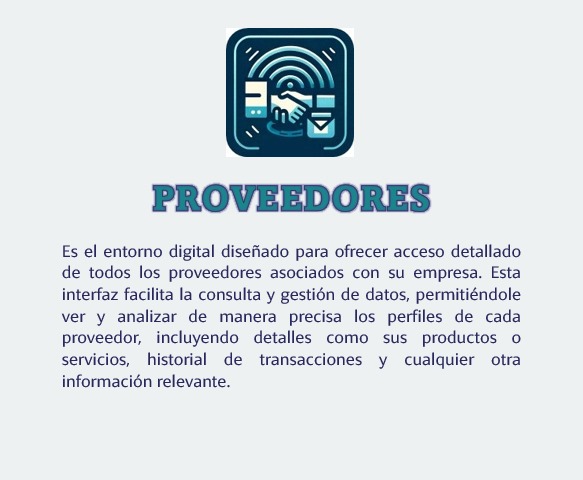 PROVEEDORES
Es el entorno digital diseñado para ofrecer acceso detallado
de todos los proveedores asociados con su empresa. Esta
interfaz facilita la consulta y gestión de datos, permitiéndole
ver y analizar de manera precisa los perfiles de cada
proveedor, incluyendo detalles como sus productos o
servicios, historial de transacciones y cualquier otra
información relevante.